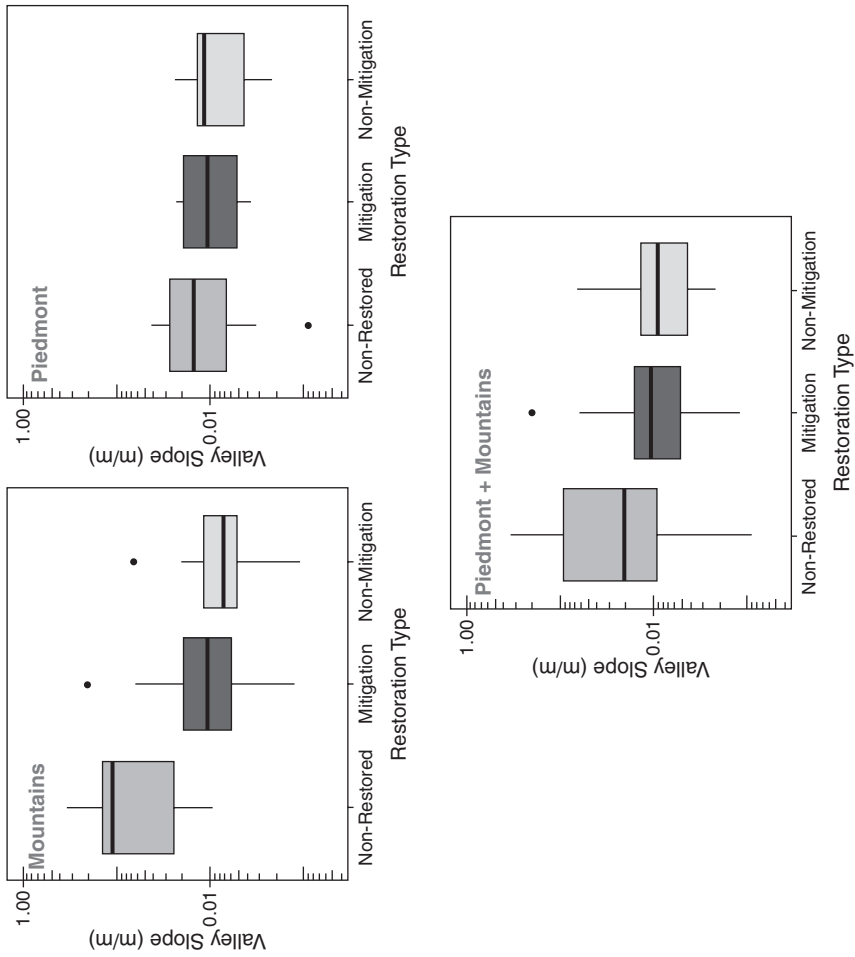 Mountains
1.00
0.01
Valley Slope (m/m)
Non-Restored
Mitigation
Non-Mitigation
Restoration Type
Piedmont
1.00
0.01
Valley Slope (m/m)
Non-Restored
Mitigation
Non-Mitigation
Restoration Type
Piedmont + Mountains
1.00
0.01
Valley Slope (m/m)
Non-Restored
Mitigation
Non-Mitigation
Restoration Type